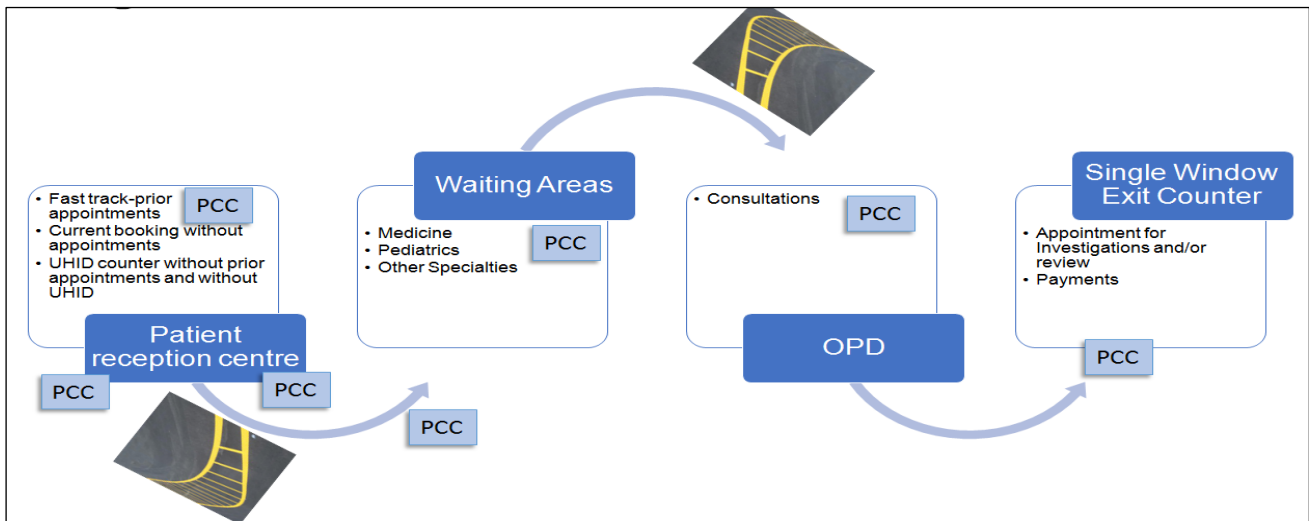 • Fast track-prior
appointments
PCC
• Current booking without
appointments
• UHID counter without prior
appointments and without
UHID
Patient
reception centre
PCC
PCC
Waiting Areas
• Medicine
• Pediatrics
• Other Specialties
PCC
PCC
• Consultations
PCC
OPD
Single Window
Exit Counter
• Appointment for
Investigations and/or
review
• Payments
PCC